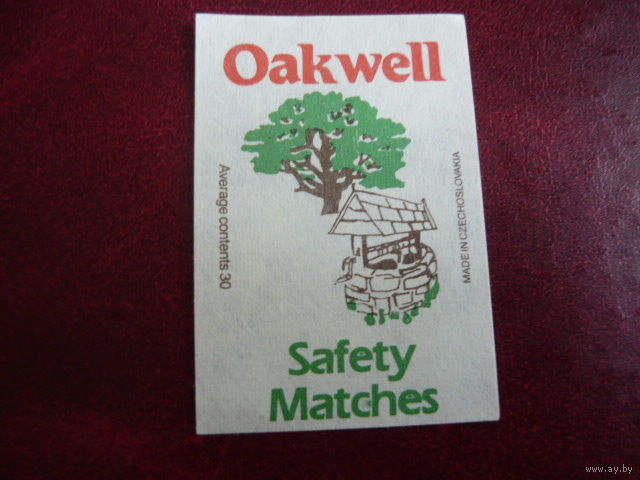 Oakwell
Average contents 30
MADE IN CZECHOSLOVAKIA
Safety
Matches
www.ay.by